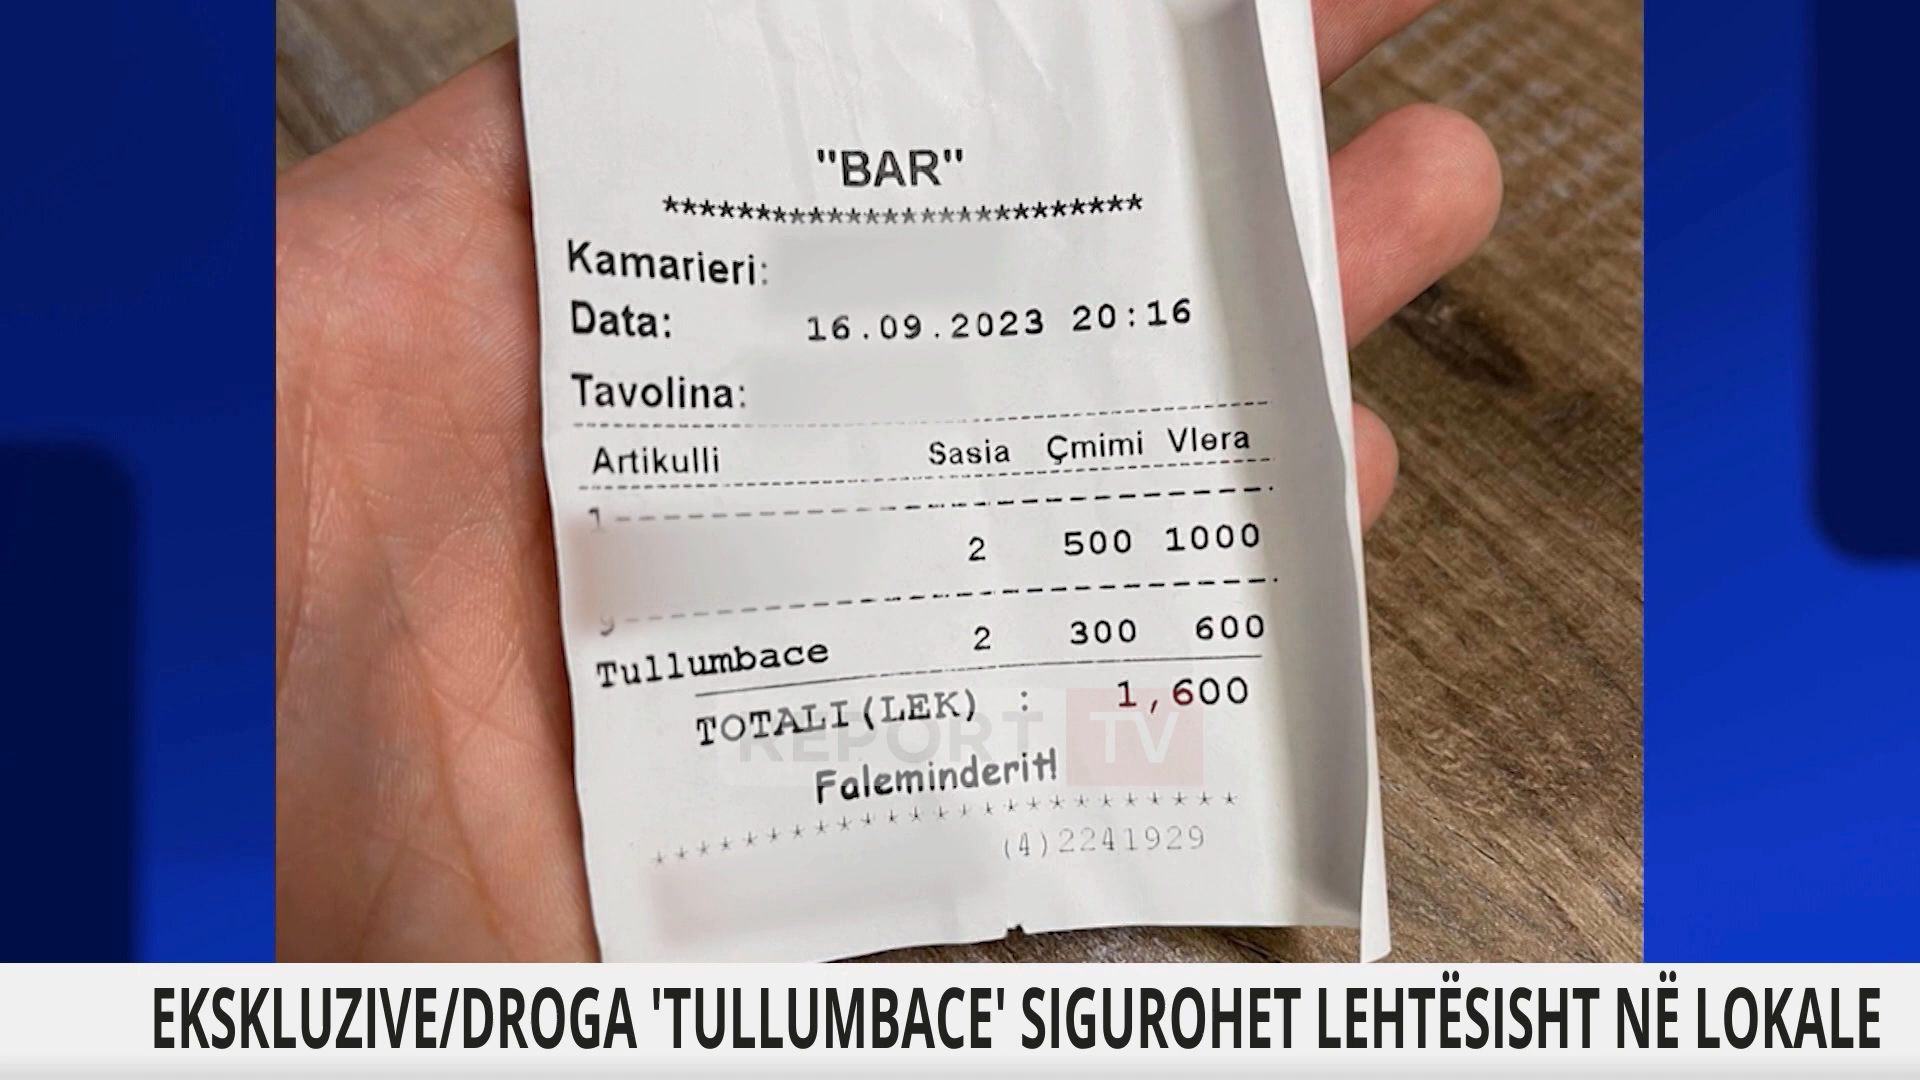 "BAR"
**************************
Kamarieri:
Data: 16.09.2023 20:16
Tavolina:
Artikulli Sasia Çmimi Vlera
1
2 500 1000
Tullumbace 2 300 600
TOTALI(LEK) : 1,600
REPORT TV
Faleminderit!
*************************
(4)2241929
EKSKLUZIVE/DROGA 'TULLUMBACE' SIGUROHET LEHTËSISHT NË LOKALE